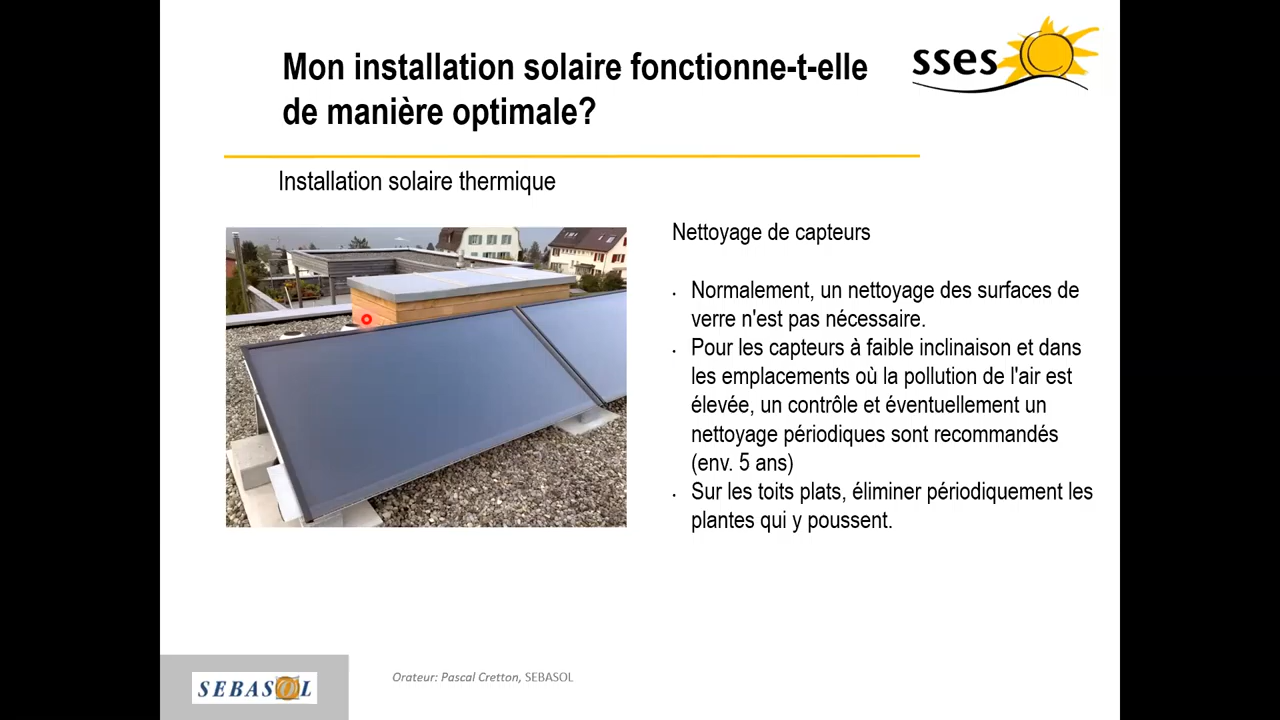 Mon installation solaire fonctionne-t-elle
de manière optimale?
sses
Installation solaire thermique
Nettoyage de capteurs
• Normalement, un nettoyage des surfaces de
verre n'est pas nécessaire.
• Pour les capteurs à faible inclinaison et dans
les emplacements où la pollution de l'air est
élevée, un contrôle et éventuellement un
nettoyage périodiques sont recommandés
(env. 5 ans)
• Sur les toits plats, éliminer périodiquement les
plantes qui y poussent.
SEBASOL
Orateur: Pascal Cretton, SEBASOL